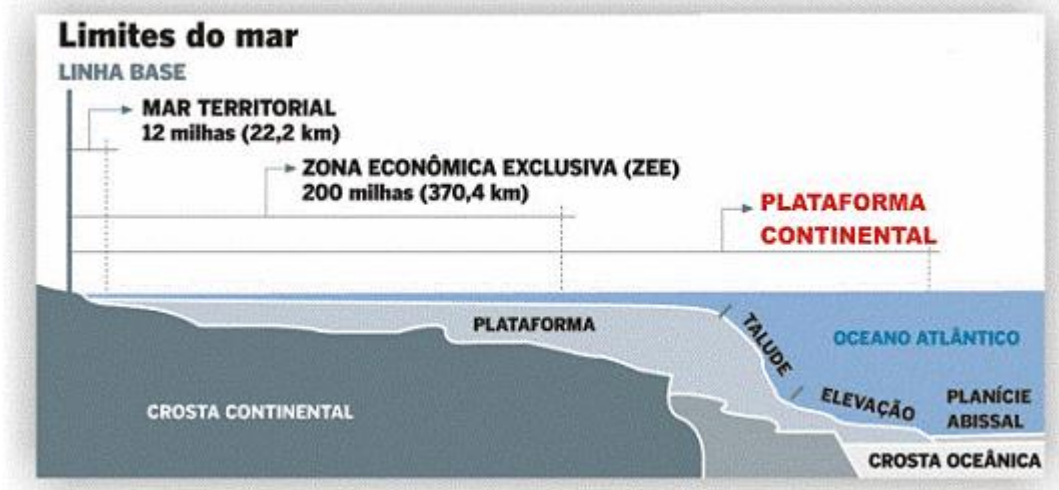 Limites do mar
LINHA BASE
MAR TERRITORIAL
12 milhas (22,2 km)
ZONA ECONÔMICA EXCLUSIVA (ZEE)
200 milhas (370,4 km)
PLATAFORMA
CONTINENTAL
PLATAFORMA
TALUDE
OCEANO ATLÂNTICO
ELEVAÇÃO
PLANÍCIE
ABISSAL
CROSTA CONTINENTAL
CROSTA OCEÂNICA